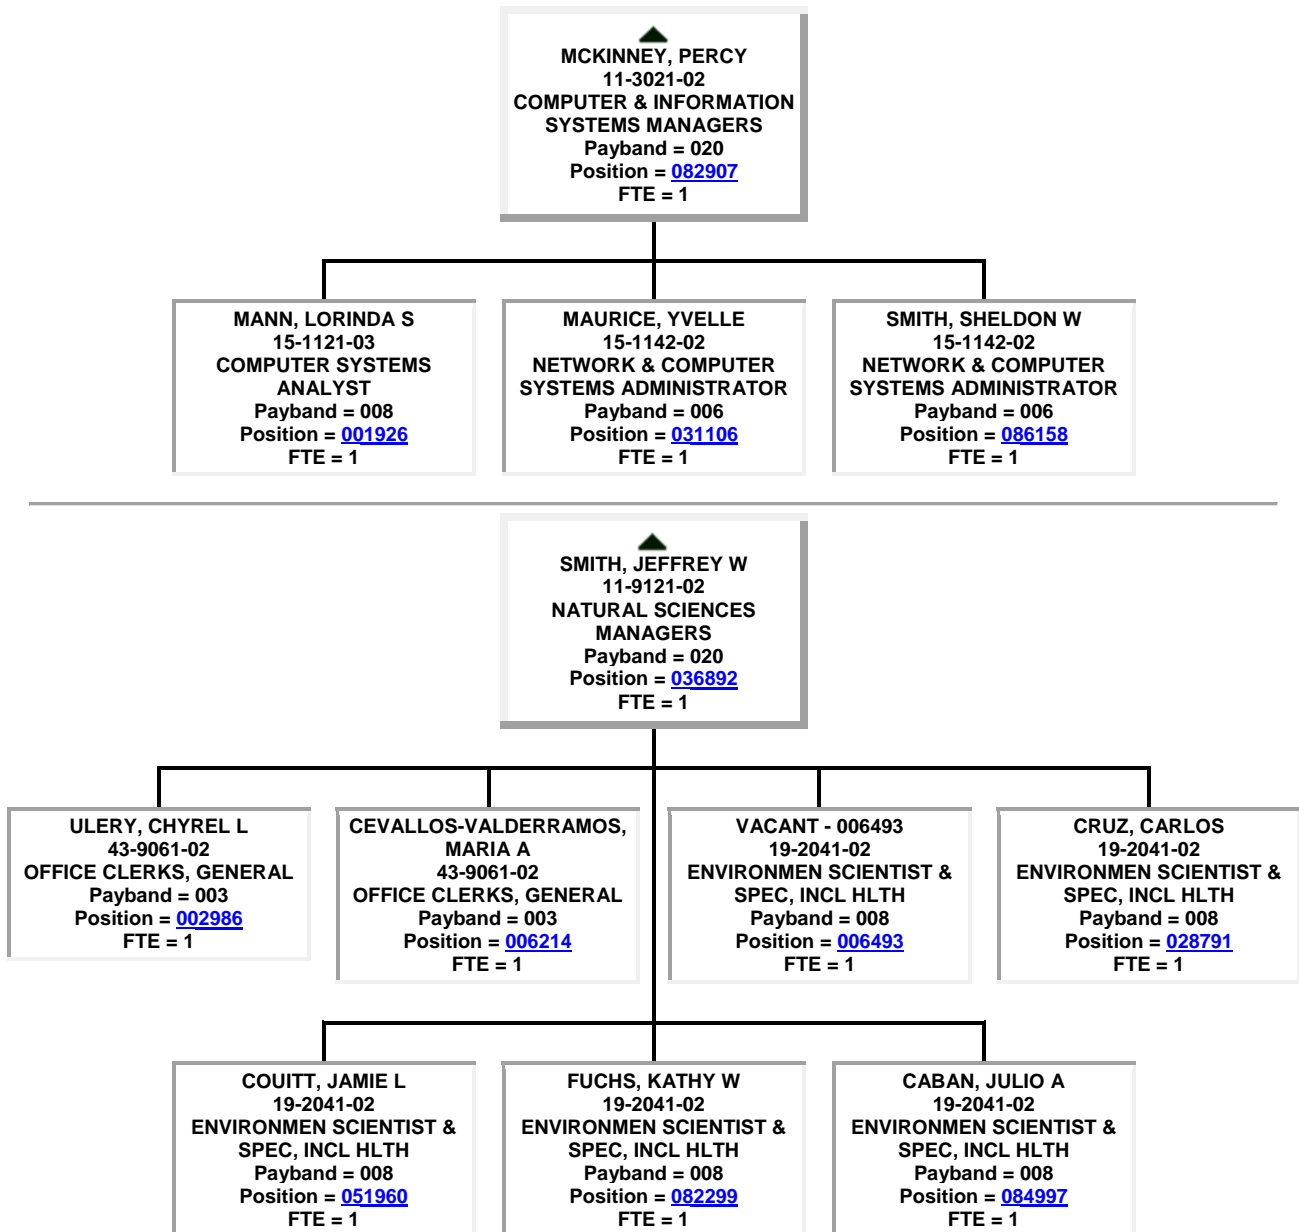 MCKINNEY, PERCY
11-3021-02
COMPUTER & INFORMATION
SYSTEMS MANAGERS
Payband = 020
Position = 082907
FTE = 1
MANN, LORINDA S
15-1121-03
COMPUTER SYSTEMS
ANALYST
Payband = 008
Position = 001926
FTE = 1
MAURICE, YVELLE
15-1142-02
NETWORK & COMPUTER
SYSTEMS ADMINISTRATOR
Payband = 006
Position = 031106
FTE = 1
SMITH, SHELDON W
15-1142-02
NETWORK & COMPUTER
SYSTEMS ADMINISTRATOR
Payband = 006
Position = 086158
FTE = 1
SMITH, JEFFREY W
11-9121-02
NATURAL SCIENCES
MANAGERS
Payband = 020
Position = 036892
FTE = 1
ULERY, CHYREL L
43-9061-02
OFFICE CLERKS, GENERAL
Payband = 003
Position = 002986
FTE = 1
CEVALLOS-VALDERRAMOS,
MARIA A
43-9061-02
OFFICE CLERKS, GENERAL
Payband = 003
Position = 006214
FTE = 1
VACANT - 006493
19-2041-02
ENVIRONMEN SCIENTIST &
SPEC, INCL HLTH
Payband = 008
Position = 006493
FTE = 1
CRUZ, CARLOS
19-2041-02
ENVIRONMEN SCIENTIST &
SPEC, INCL HLTH
Payband = 008
Position = 028791
FTE = 1
COUITT, JAMIE L
19-2041-02
ENVIRONMEN SCIENTIST &
SPEC, INCL HLTH
Payband = 008
Position = 051960
FTE = 1
FUCHS, KATHY W
19-2041-02
ENVIRONMEN SCIENTIST &
SPEC, INCL HLTH
Payband = 008
Position = 082299
FTE = 1
CABAN, JULIO A
19-2041-02
ENVIRONMEN SCIENTIST &
SPEC, INCL HLTH
Payband = 008
Position = 084997
FTE = 1